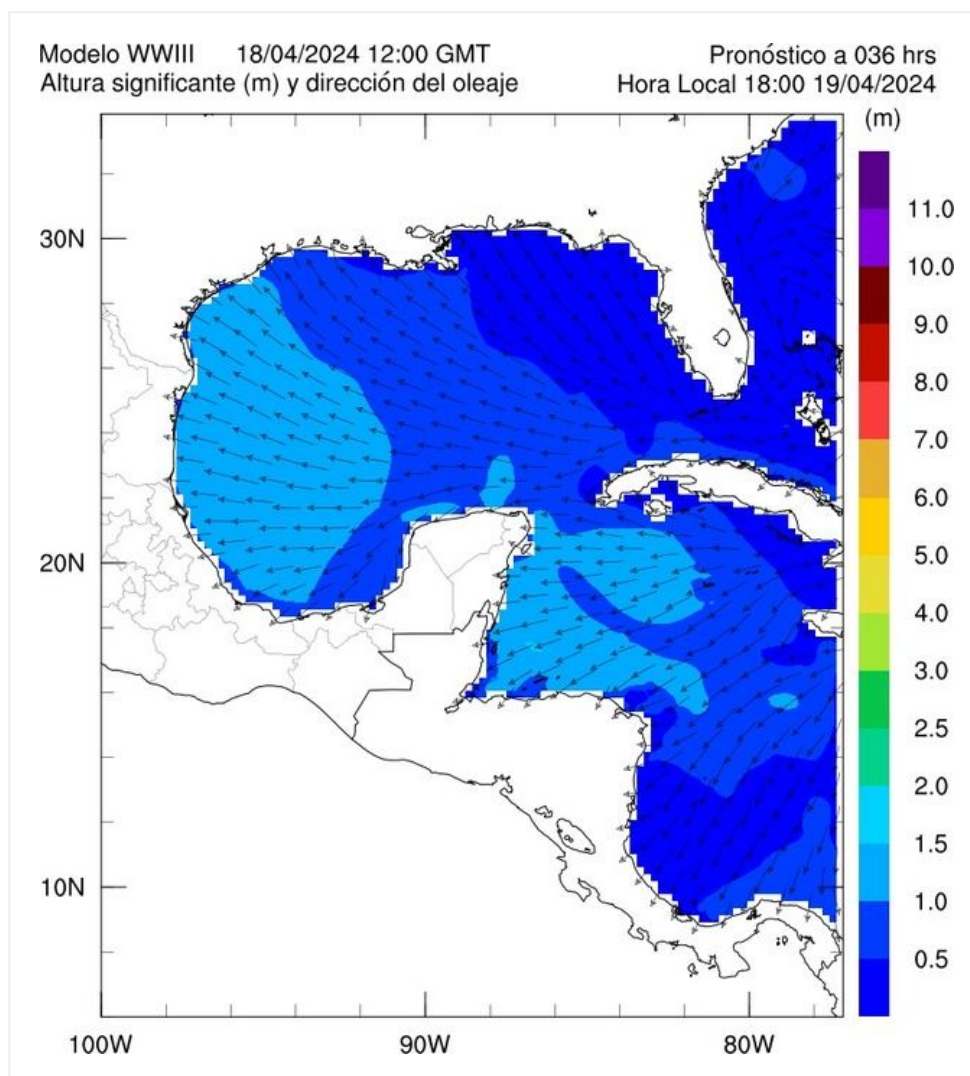 Modelo WWIII 18/04/2024 12:00 GMT
Pronóstico a 036 hrs
Altura significante (m) y dirección del oleaje
Hora Local 18:00 19/04/2024
(m)
11.0
10.0
9.0
8.0
7.0
6.0
5.0
4.0
3.0
2.5
2.0
1.5
1.0
0.5
30N
20N
10N
100W
90W
80W